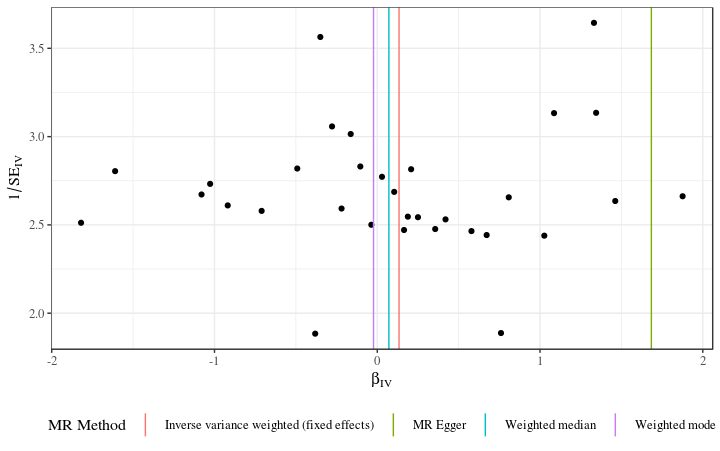 3.5
3.0
2.5
2.0
1/SE_IV
-2 -1 0 1 2
β_IV
MR Method Inverse variance weighted (fixed effects) MR Egger Weighted median Weighted mode